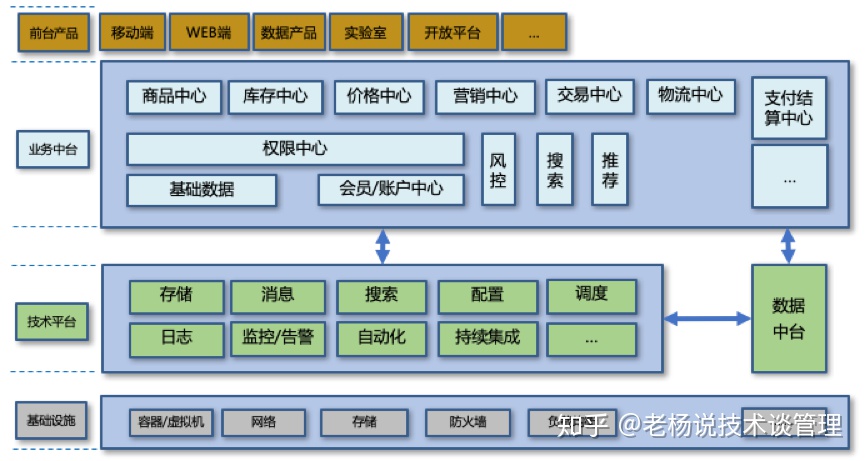 前台产品
移动端
WEB端
数据产品
实验室
开放平台
...
业务中台
商品中心
库存中心
价格中心
营销中心
交易中心
物流中心
支付结
算中心
权限中心
风
控
搜
索
推
荐
...
基础数据
会员/账户中心
技术平台
存储
消息
搜索
配置
调度
日志
监控/告警
自动化
持续集成
...
数据
中台
基础设施
容器/虚拟机
网络
存储
防火墙
负
知乎 @老杨说技术谈管理